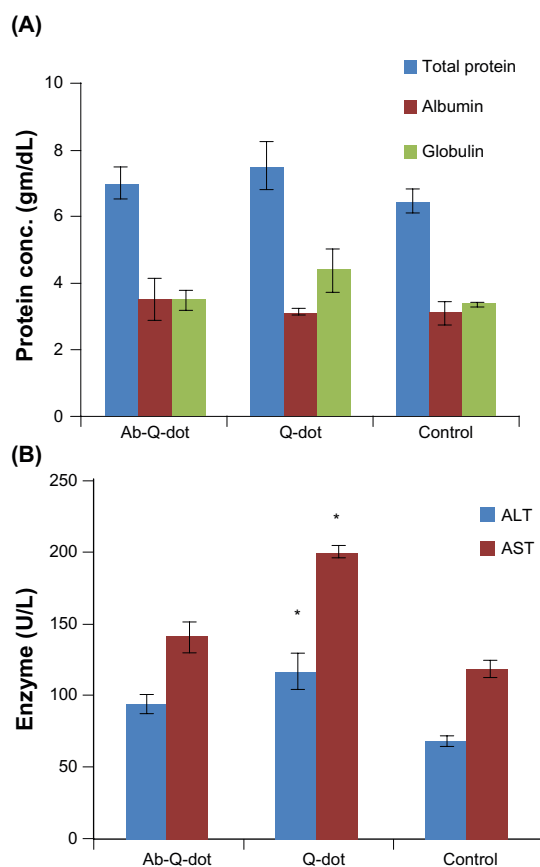 (A)
10
8
6
4
2
0
Protein conc. (gm/dL)
Total protein
Albumin
Globulin
Ab-Q-dot
Q-dot
Control
(B)
250
200
150
100
50
0
Enzyme (U/L)
ALT
AST
*
*
Ab-Q-dot
Q-dot
Control